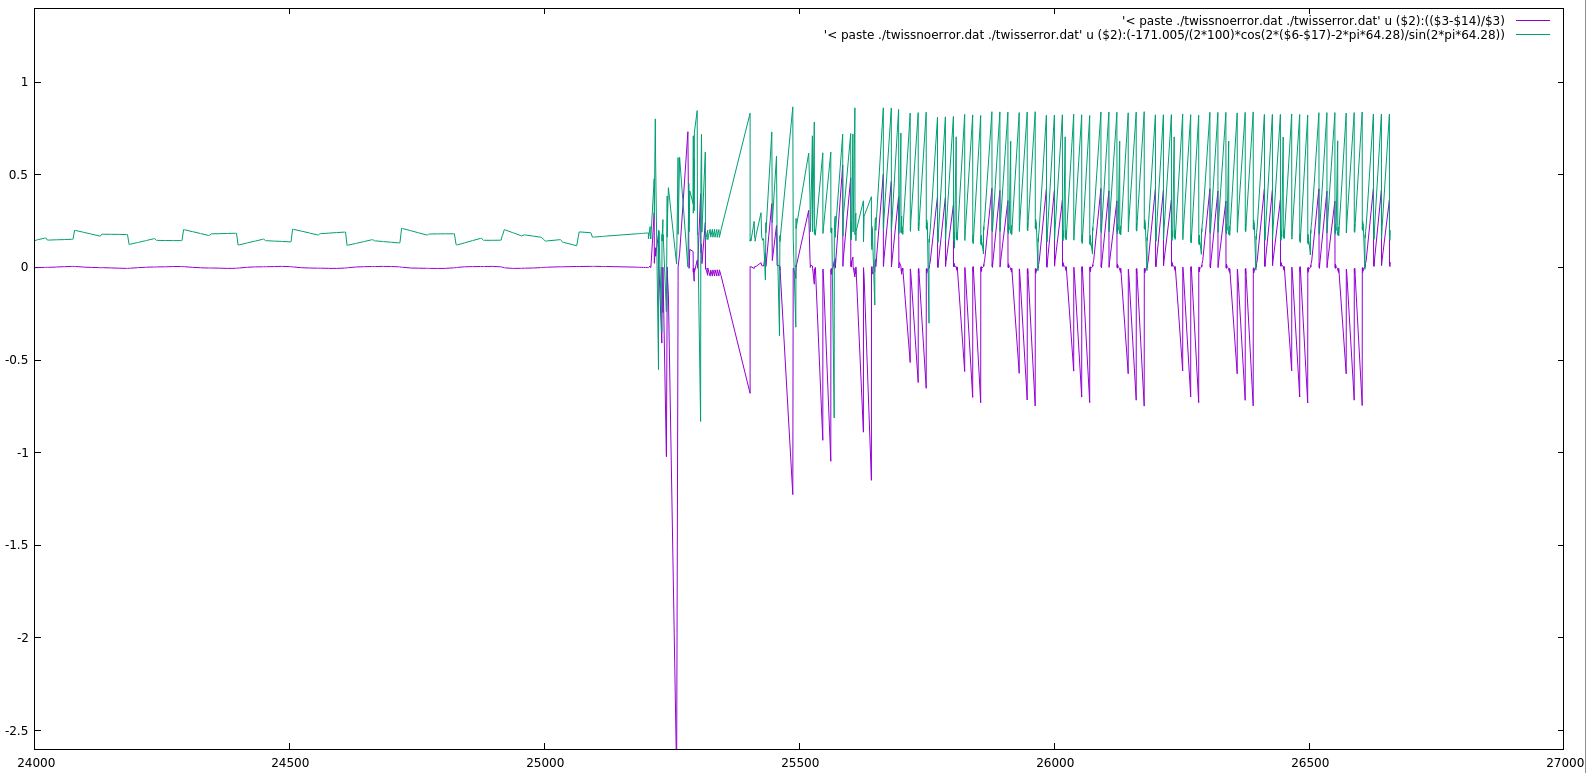 '< paste ./twissnoerror.dat ./twisserror.dat' u ($2):(($3-$14)/$3)
'< paste ./twissnoerror.dat ./twisserror.dat' u ($2):(-171.005/(2*100)*cos(2*($6-$17)-2*pi*64.28)/sin(2*pi*64.28))
1
0.5
0
-0.5
-1
-1.5
-2
-2.5
24000 24500 25000 25500 26000 26500 27000